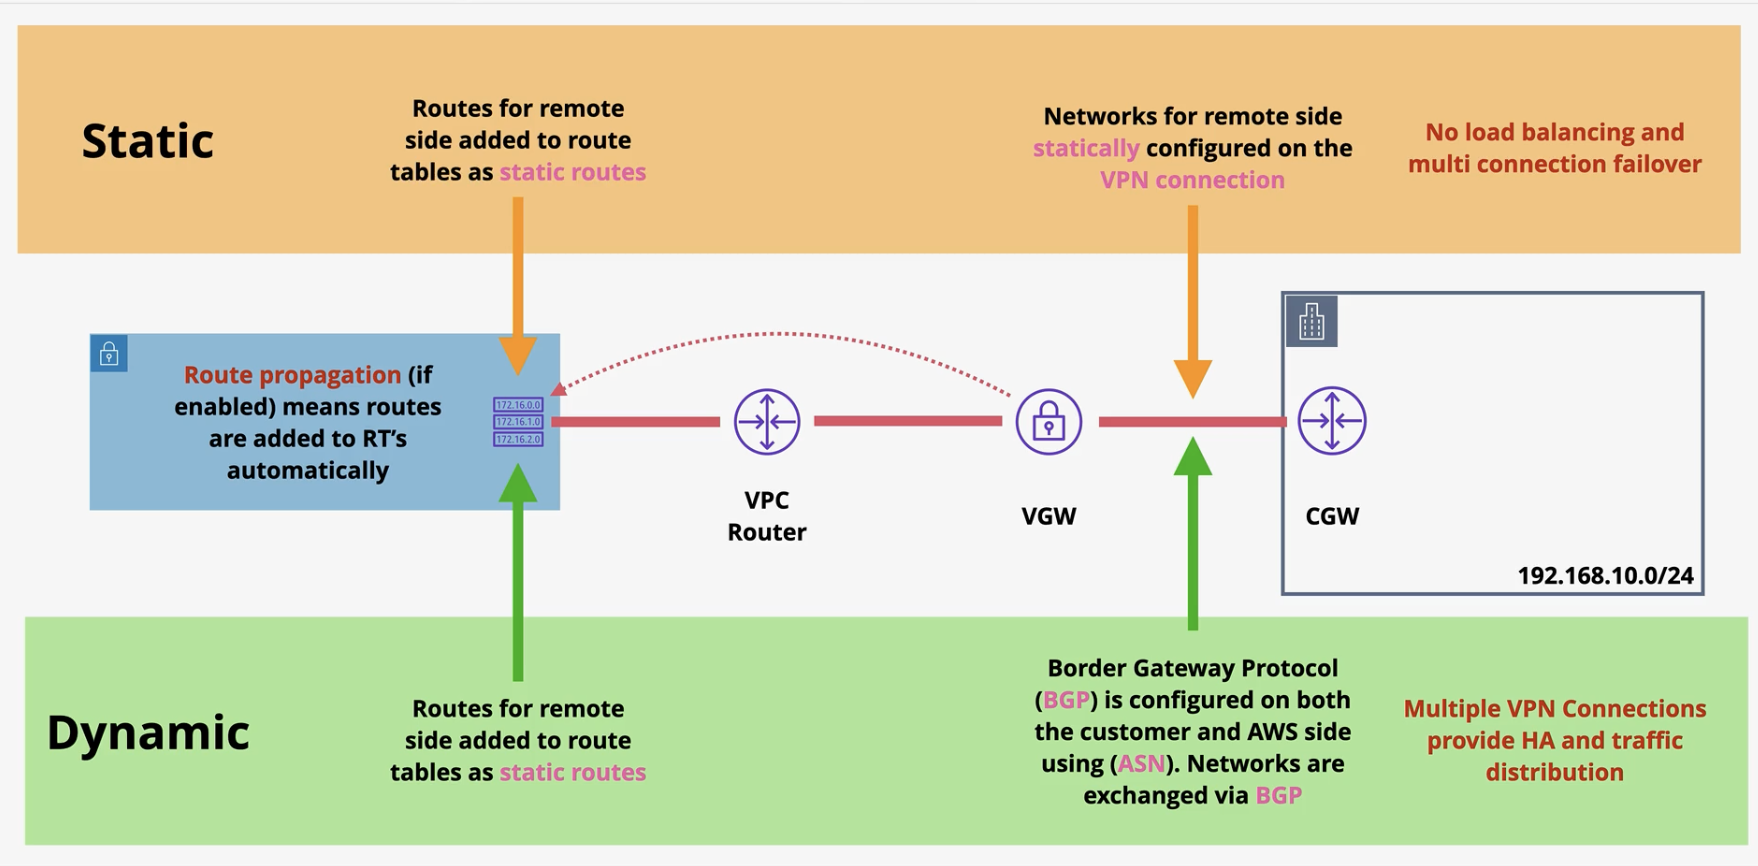 Static
Routes for remote
side added to route
tables as static routes
Networks for remote side
statically configured on the
VPN connection
No load balancing and
multi connection failover
Route propagation (if
enabled) means routes
are added to RT's
automatically
172.16.0.0
172.16.1.0
172.16.2.0
VPC
Router
VGW
CGW
192.168.10.0/24
Dynamic
Routes for remote
side added to route
tables as static routes
Border Gateway Protocol
(BGP) is configured on both
the customer and AWS side
using (ASN). Networks are
exchanged via BGP
Multiple VPN Connections
provide HA and traffic
distribution